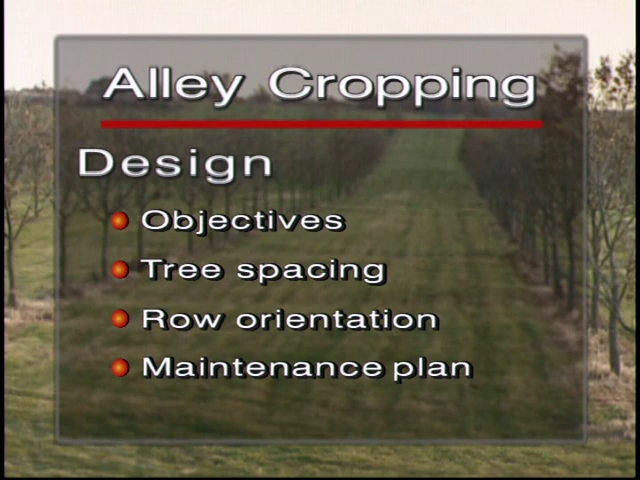 Alley Cropping
Design
Objectives
Tree spacing
Row orientation
Maintenance plan